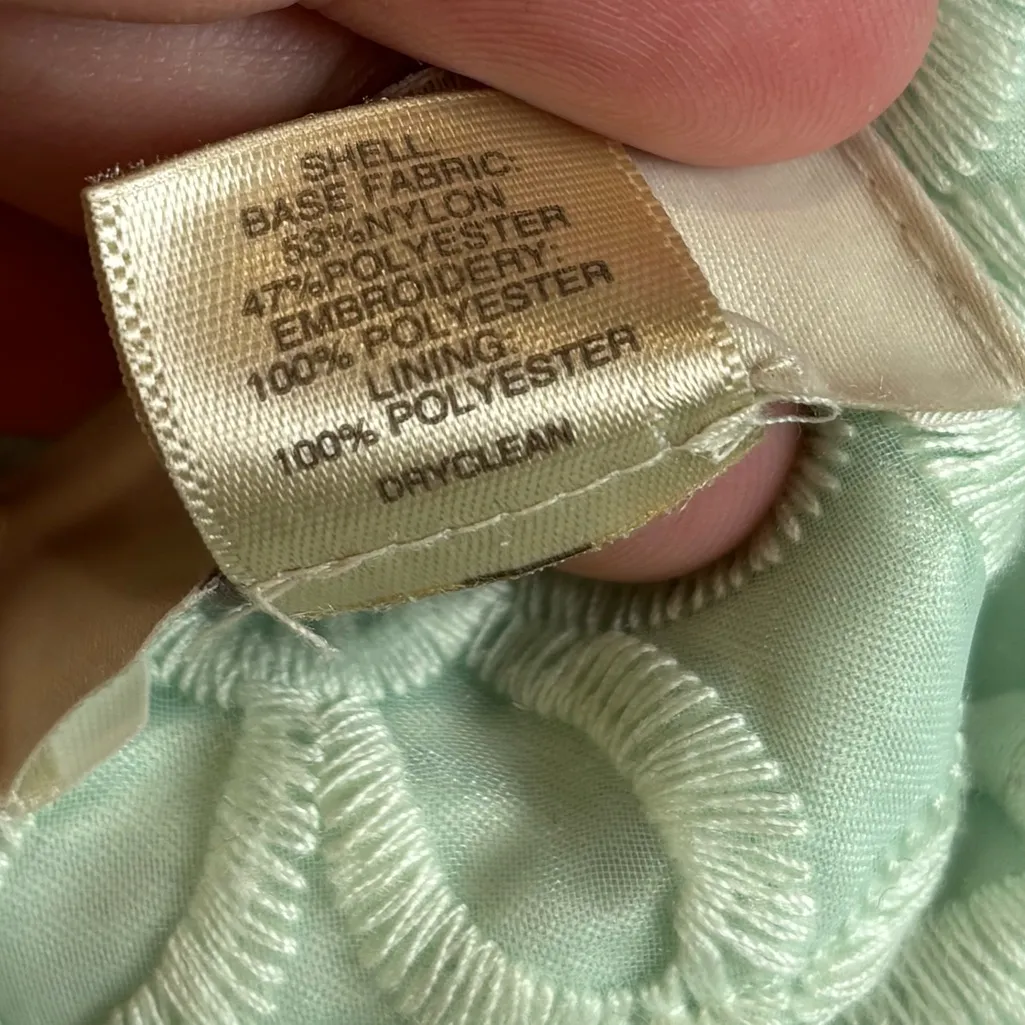 SHELL:
BASE FABRIC:
53%NYLON
47%POLYESTER
EMBROIDERY:
100% POLYESTER
LINING:
100% POLYESTER
DRYCLEAN